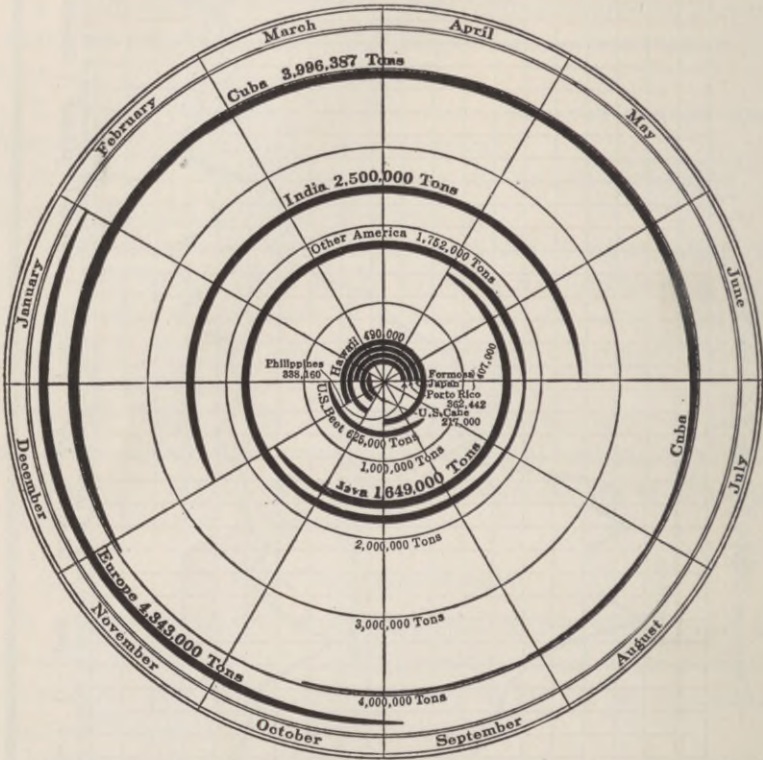 March
April
May
June
July
August
September
October
November
December
January
February
Cuba 3,996,387 Tons
India 2,500,000 Tons
Other America 1,752,000 Tons
Hawaii 490,000
Philippines
338,160
Formosa
Japan
407,000
Porto Rico
362,442
U.S. Cane
217,000
U.S. Beet 625,000 Tons
1,000,000 Tons
Java 1,649,000 Tons
2,000,000 Tons
3,000,000 Tons
4,000,000 Tons
Cuba
Europe 4,343,000 Tons